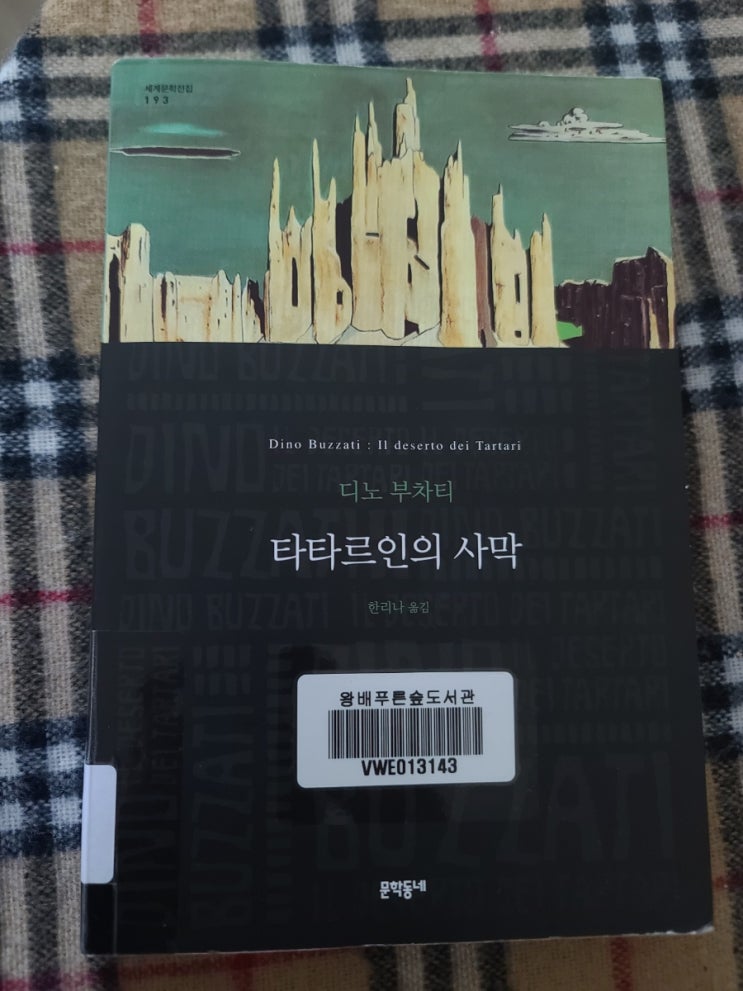 세계문학전집
193
Dino Buzzati : Il deserto dei Tartari
디노 부차티
타타르인의 사막
한리나 옮김
왕배푸른숲도서관
VWE013143
문학동네